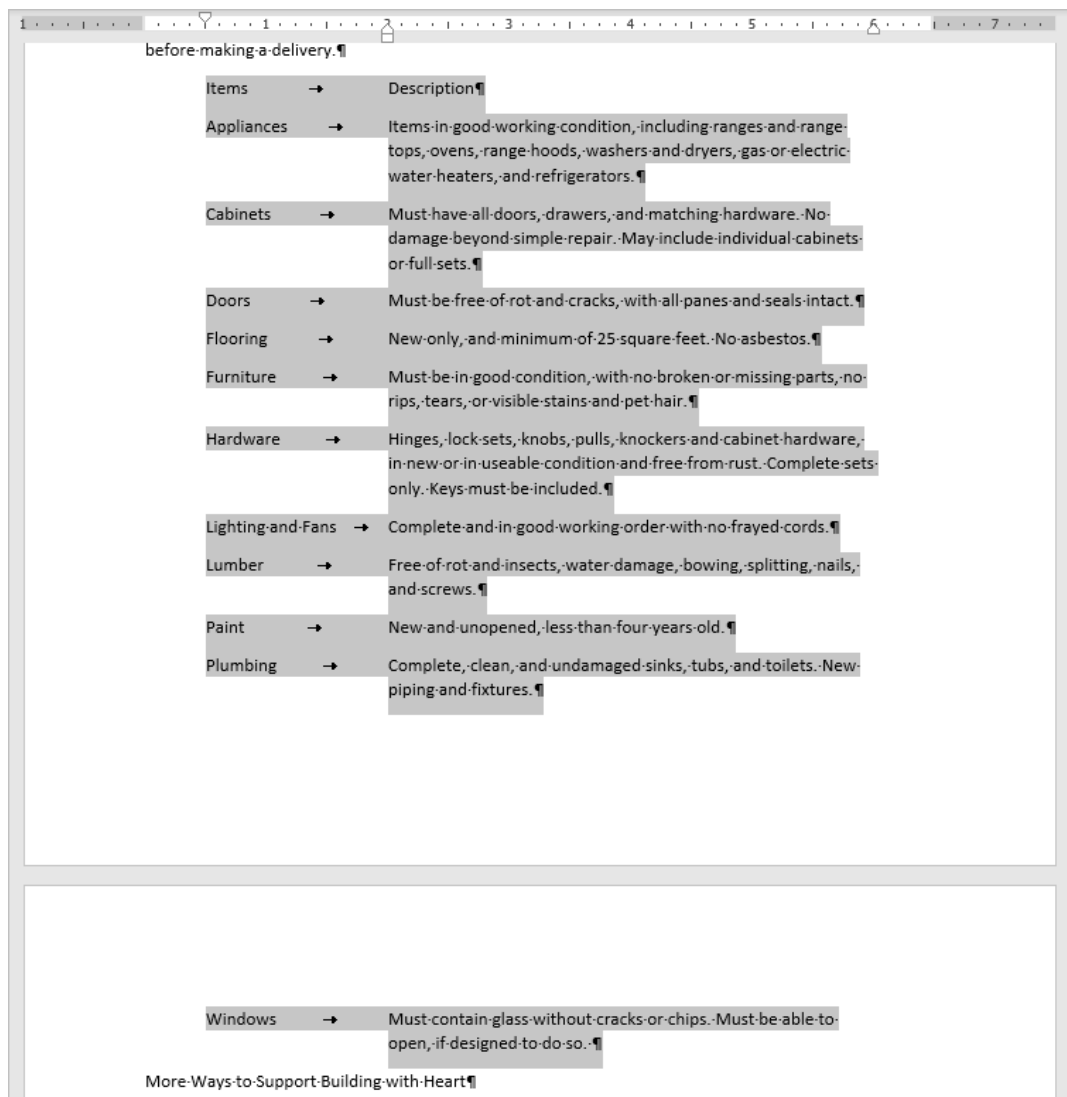 1 1 2 3 4 5 6 7
before·making·a·delivery.¶
Items → Description¶
Appliances → Items·in·good·working·condition,·including·ranges·and·range·
tops,·ovens,·range·hoods,·washers·and·dryers,·gas·or·electric·
water·heaters,·and·refrigerators.¶
Cabinets → Must·have·all·doors,·drawers,·and·matching·hardware.·No·
damage·beyond·simple·repair.·May·include·individual·cabinets·
or·full·sets.¶
Doors → Must·be·free·of·rot·and·cracks,·with·all·panes·and·seals·intact.¶
Flooring → New·only,·and·minimum·of·25·square·feet.·No·asbestos.¶
Furniture → Must·be·in·good·condition,·with·no·broken·or·missing·parts,·no·
rips,·tears,·or·visible·stains·and·pet·hair.¶
Hardware → Hinges,·lock·sets,·knobs,·pulls,·knockers·and·cabinet·hardware,·
in·new·or·in·useable·condition·and·free·from·rust.·Complete·sets·
only.·Keys·must·be·included.¶
Lighting·and·Fans → Complete·and·in·good·working·order·with·no·frayed·cords.¶
Lumber → Free·of·rot·and·insects,·water·damage,·bowing,·splitting,·nails,·
and·screws.¶
Paint → New·and·unopened,·less·than·four·years·old.¶
Plumbing → Complete,·clean,·and·undamaged·sinks,·tubs,·and·toilets.·New·
piping·and·fixtures.¶
Windows → Must·contain·glass·without·cracks·or·chips.·Must·be·able·to·
open,·if·designed·to·do·so.·¶
More·Ways·to·Support·Building·with·Heart¶